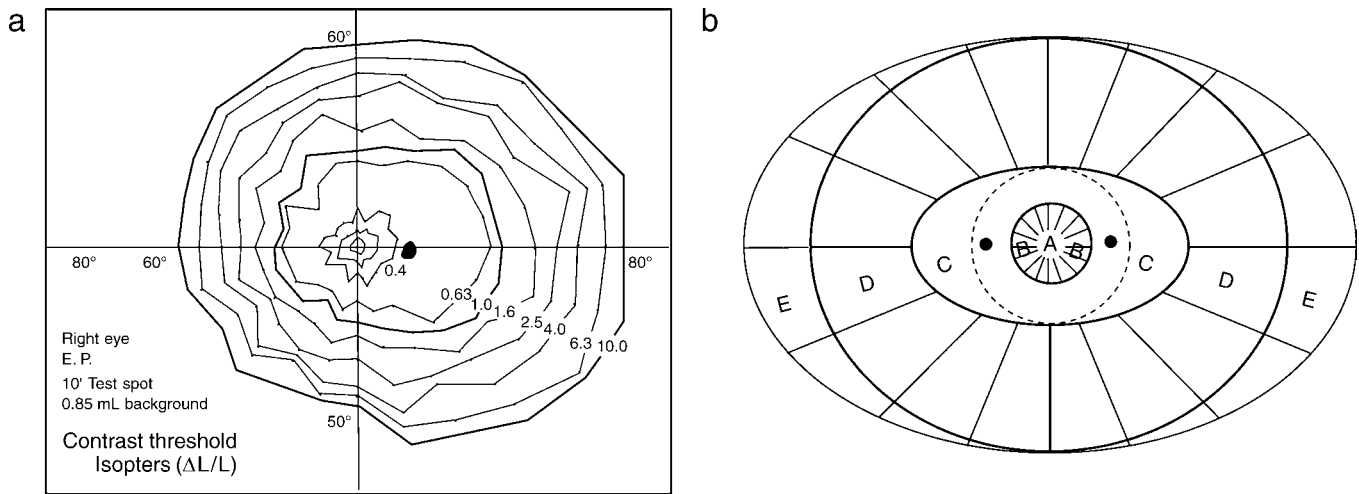 a
60°
80°
60°
80°
0.4
0.63
1.0
1.6
2.5
4.0
6.3
10.0
50°
Right eye
E. P.
10' Test spot
0.85 mL background
Contrast threshold
Isopters (ΔL/L)
b
E
D
C
B
A
B
C
D
E